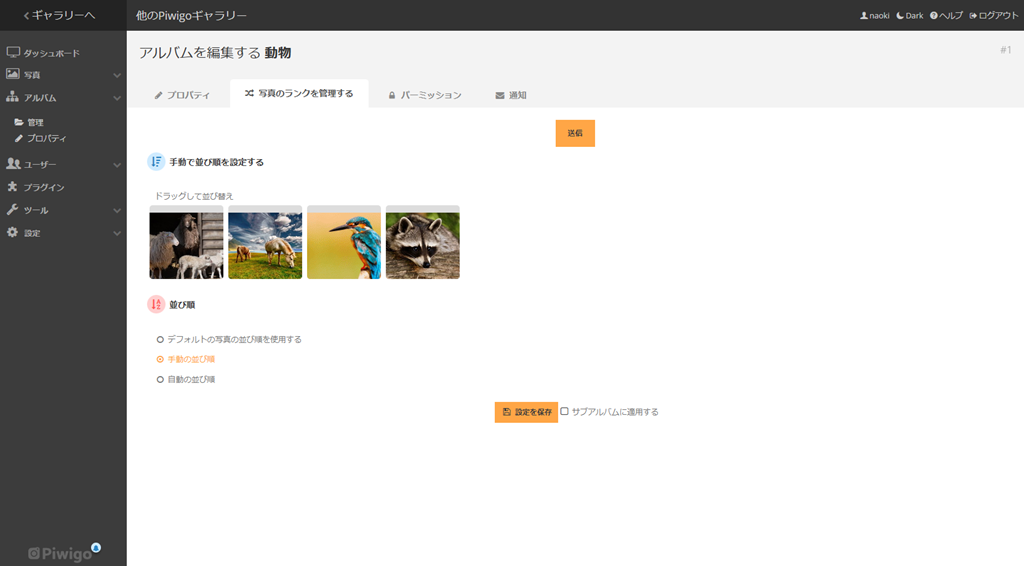 ギャラリーへ
他のPiwigoギャラリー
naoki Dark ヘルプ ログアウト
ダッシュボード
写真
アルバム
管理
プロパティ
ユーザー
プラグイン
ツール
設定
Piwigo
アルバムを編集する 動物
#1
プロパティ
写真のランクを管理する
パーミッション
通知
送信
手動で並び順を設定する
ドラッグして並び替え
並び順
デフォルトの写真の並び順を使用する
手動の並び順
自動の並び順
設定を保存 サブアルバムに適用する